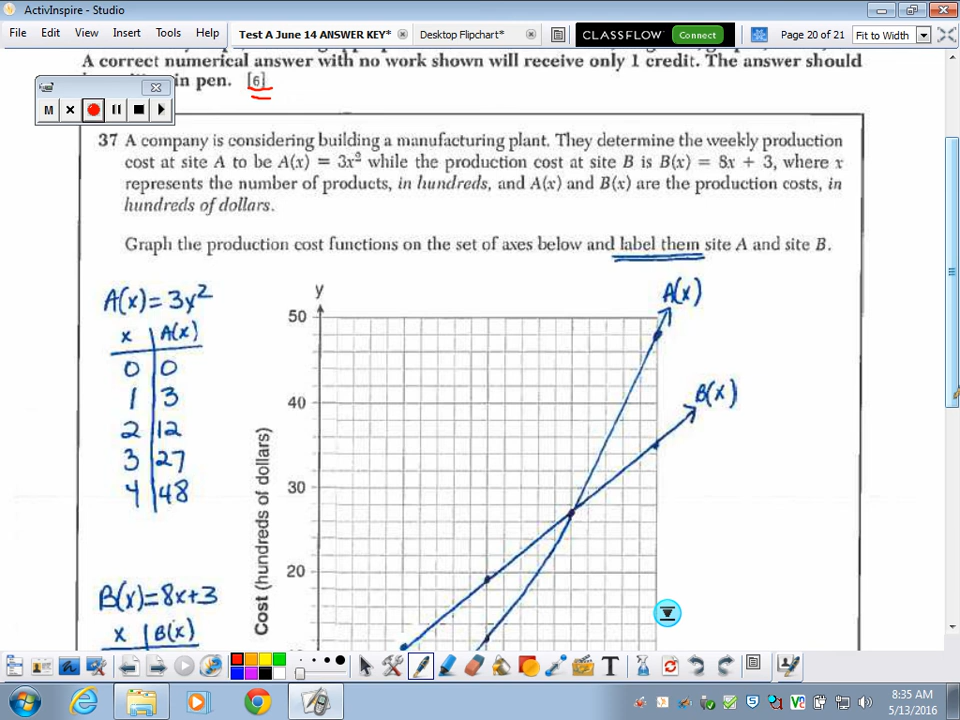 ActivInspire - Studio
File Edit View Insert Tools Help
Test A June 14 ANSWER KEY*
Desktop Flipchart*
CLASSFLOW Connect
Page 20 of 21
Fit to Width
A correct numerical answer with no work shown will receive only 1 credit. The answer should
in pen. [6]
M
37 A company is considering building a manufacturing plant. They determine the weekly production
cost at site A to be A(x) = 3x² while the production cost at site B is B(x) = 8x + 3, where x
represents the number of products, in hundreds, and A(x) and B(x) are the production costs, in
hundreds of dollars.
Graph the production cost functions on the set of axes below and label them site A and site B.
A(x)=3x²
x A(x)
0 0
1 3
2 12
3 27
4 48
B(x)=8x+3
x B(x)
y
50
40
30
20
Cost (hundreds of dollars)
A(x)
B(x)
T
8:35 AM
5/13/2016